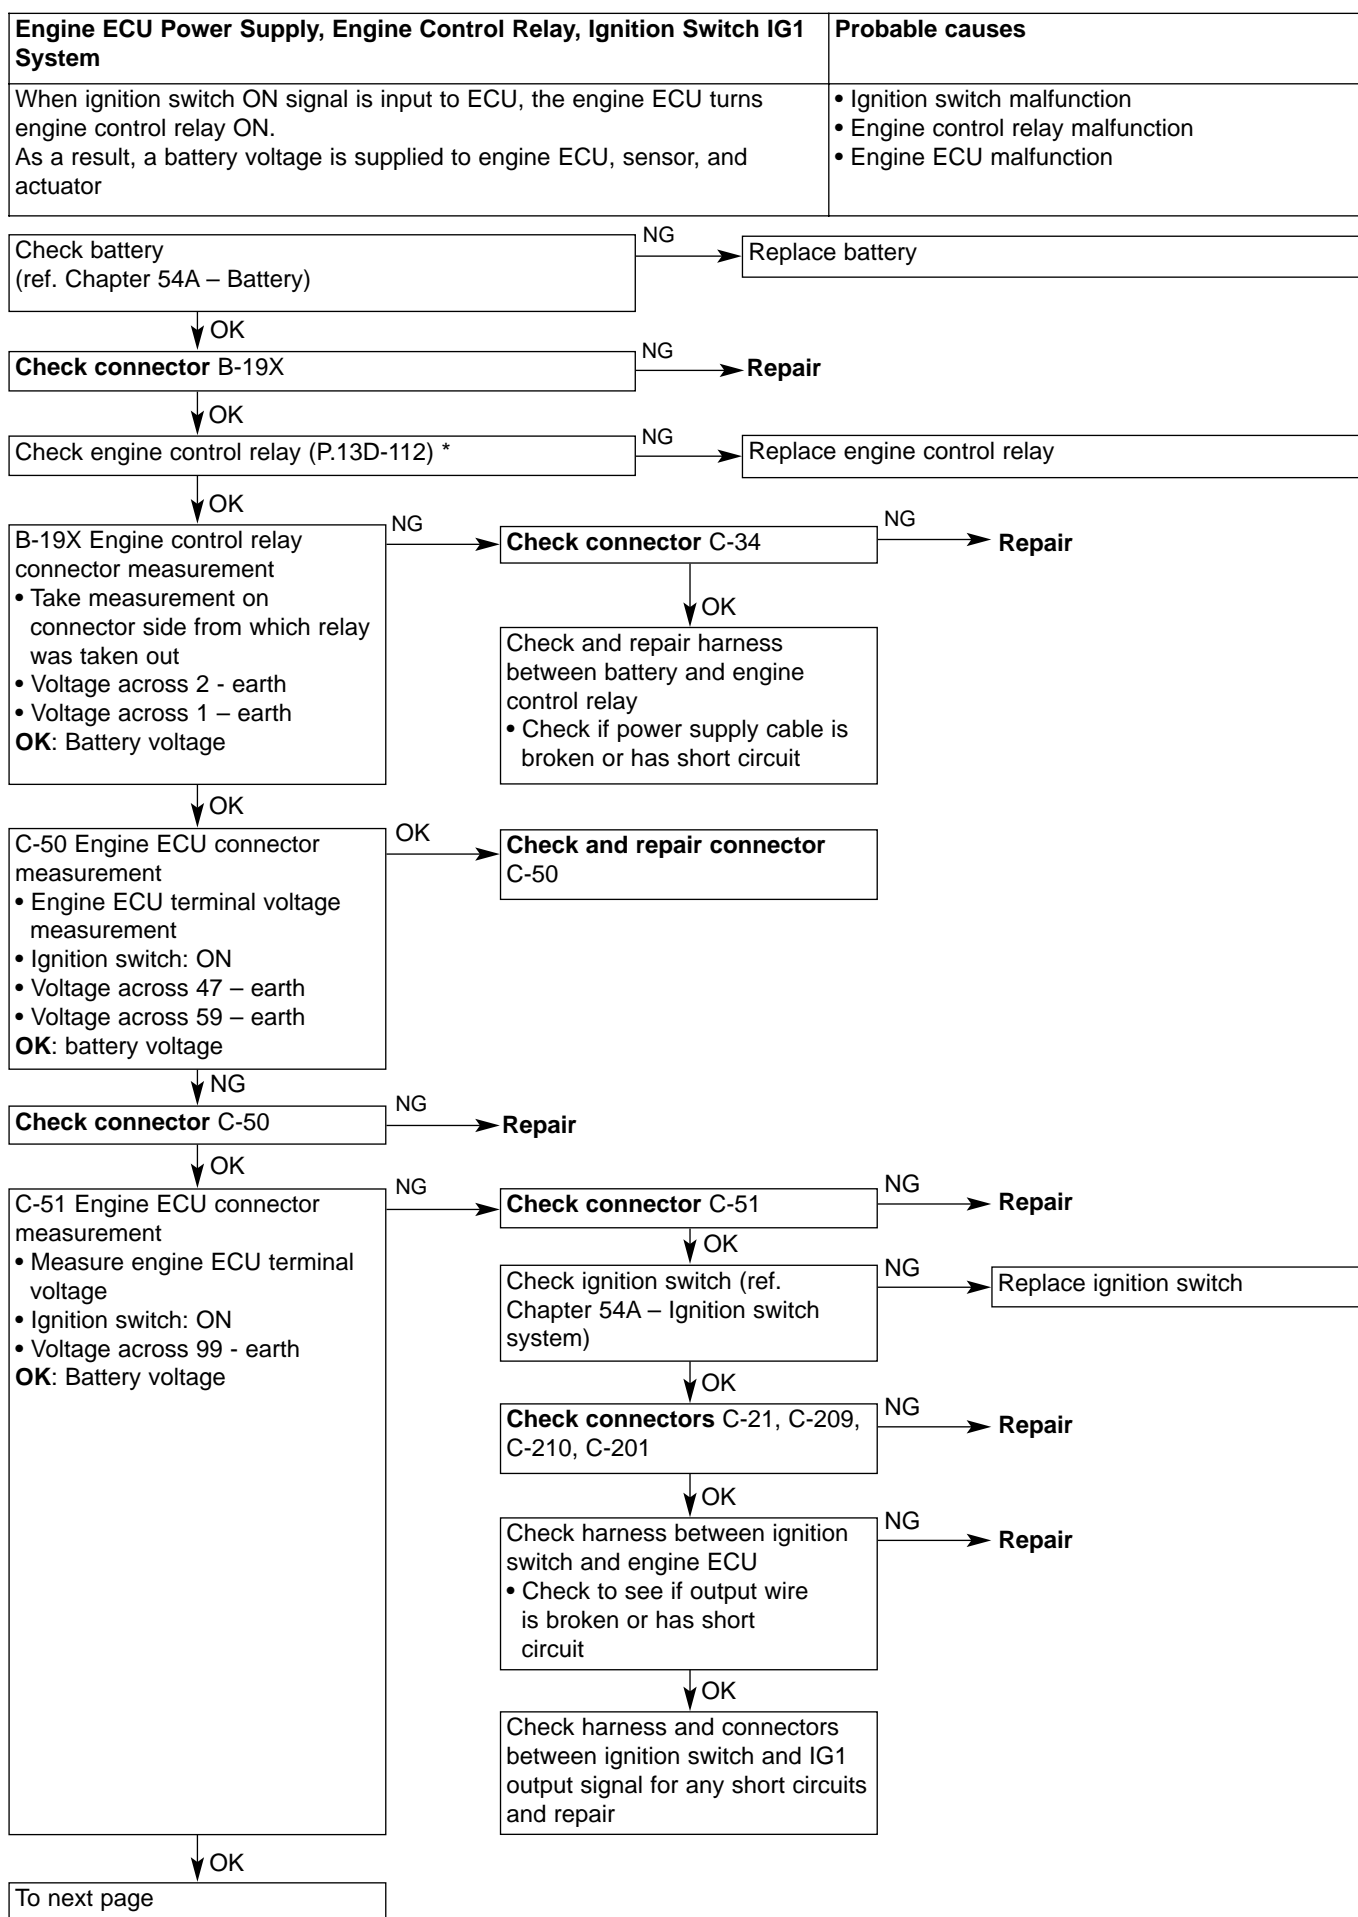 Engine ECU Power Supply, Engine Control Relay, Ignition Switch IG1
System
Probable causes
When ignition switch ON signal is input to ECU, the engine ECU turns
engine control relay ON.
As a result, a battery voltage is supplied to engine ECU, sensor, and
actuator
• Ignition switch malfunction
• Engine control relay malfunction
• Engine ECU malfunction
Check battery
(ref. Chapter 54A – Battery)
NG
Replace battery
OK
Check connector B-19X
NG
Repair
OK
Check engine control relay (P.13D-112) *
NG
Replace engine control relay
OK
B-19X Engine control relay
connector measurement
• Take measurement on
connector side from which relay
was taken out
• Voltage across 2 - earth
• Voltage across 1 – earth
OK: Battery voltage
NG
Check connector C-34
NG
Repair
OK
Check and repair harness
between battery and engine
control relay
• Check if power supply cable is
broken or has short circuit
OK
C-50 Engine ECU connector
measurement
• Engine ECU terminal voltage
measurement
• Ignition switch: ON
• Voltage across 47 – earth
• Voltage across 59 – earth
OK: battery voltage
OK
Check and repair connector
C-50
NG
Check connector C-50
NG
Repair
OK
C-51 Engine ECU connector
measurement
• Measure engine ECU terminal
voltage
• Ignition switch: ON
• Voltage across 99 - earth
OK: Battery voltage
NG
Check connector C-51
NG
Repair
OK
Check ignition switch (ref.
Chapter 54A – Ignition switch
system)
NG
Replace ignition switch
OK
Check connectors C-21, C-209,
C-210, C-201
NG
Repair
OK
Check harness between ignition
switch and engine ECU
• Check to see if output wire
is broken or has short
circuit
NG
Repair
OK
Check harness and connectors
between ignition switch and IG1
output signal for any short circuits
and repair
OK
To next page